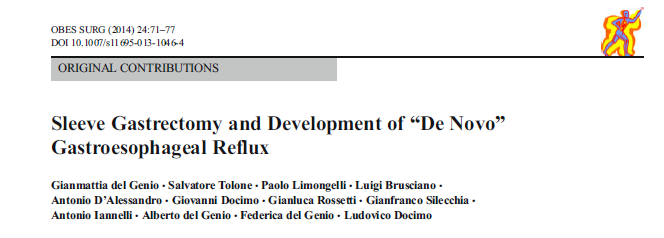 OBES SURG (2014) 24:71–77
DOI 10.1007/s11695-013-1046-4
ORIGINAL CONTRIBUTIONS
Sleeve Gastrectomy and Development of “De Novo”
Gastroesophageal Reflux
Gianmattia del Genio · Salvatore Tolone · Paolo Limongelli · Luigi Brusciano ·
Antonio D’Alessandro · Giovanni Docimo · Gianluca Rossetti · Gianfranco Silecchia ·
Antonio Iannelli · Alberto del Genio · Federica del Genio · Ludovico Docimo